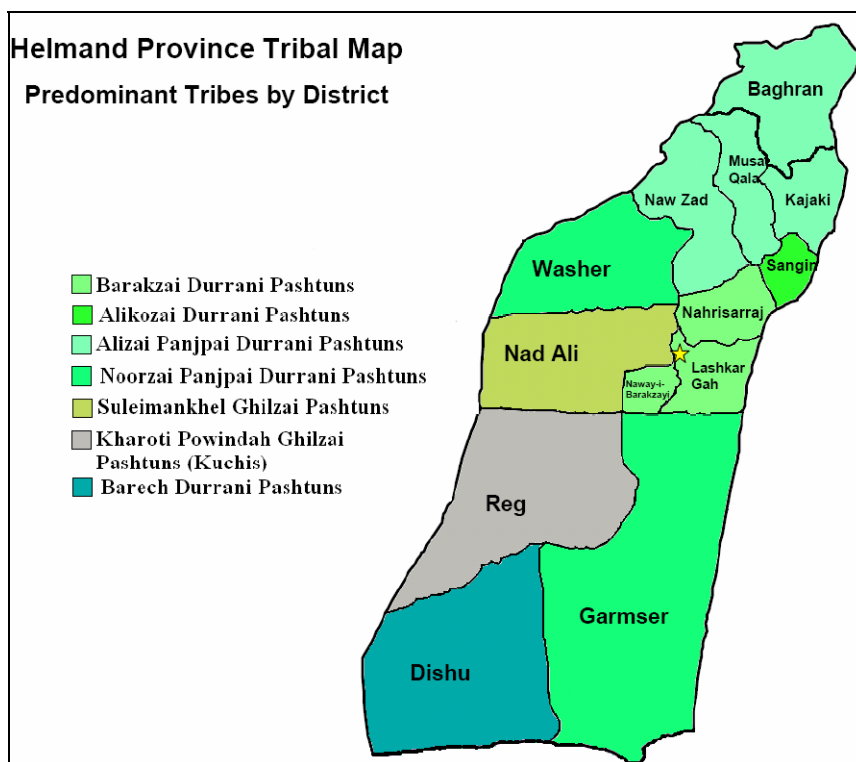 Helmand Province Tribal Map
Predominant Tribes by District
Barakzai Durrani Pashtuns
Alikozai Durrani Pashtuns
Alizai Panjpai Durrani Pashtuns
Noorzai Panjpai Durrani Pashtuns
Suleimankhel Ghilzai Pashtuns
Kharoti Powindah Ghilzai
Pashtuns (Kuchis)
Barech Durrani Pashtuns
Baghran
Musa
Qala
Naw Zad
Kajaki
Washer
Sangin
Nahrisarraj
Nad Ali
Lashkar
Gah
Naway-i-
Barakzayi
Reg
Garmser
Dishu